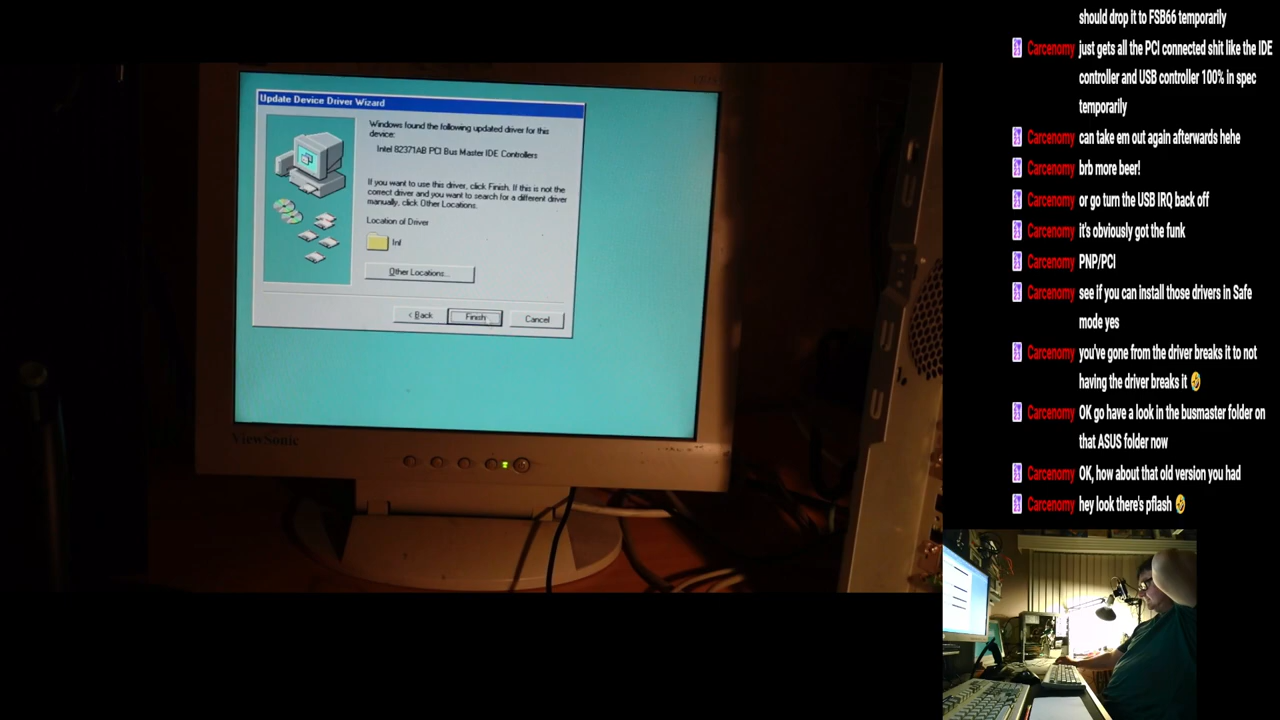 Update Device Driver Wizard
Windows found the following updated driver for this
device:
Intel 82371AB PCI Bus Master IDE Controllers
If you want to use this driver, click Finish. If this is not the
correct driver and you want to search for a different driver
manually, click Other Locations.
Location of Driver
Inf
Other Locations...
< Back
Finish
Cancel
ViewSonic
should drop it to FSB66 temporarily
Carcenomy just gets all the PCI connected shit like the IDE
controller and USB controller 100% in spec
temporarily
Carcenomy can take em out again afterwards hehe
Carcenomy brb more beer!
Carcenomy or go turn the USB IRQ back off
Carcenomy it's obviously got the funk
Carcenomy PNP/PCI
Carcenomy see if you can install those drivers in Safe
mode yes
Carcenomy you've gone from the driver breaks it to not
having the driver breaks it 🤣
Carcenomy OK go have a look in the busmaster folder on
that ASUS folder now
Carcenomy OK, how about that old version you had
Carcenomy hey look there's pflash 🤣